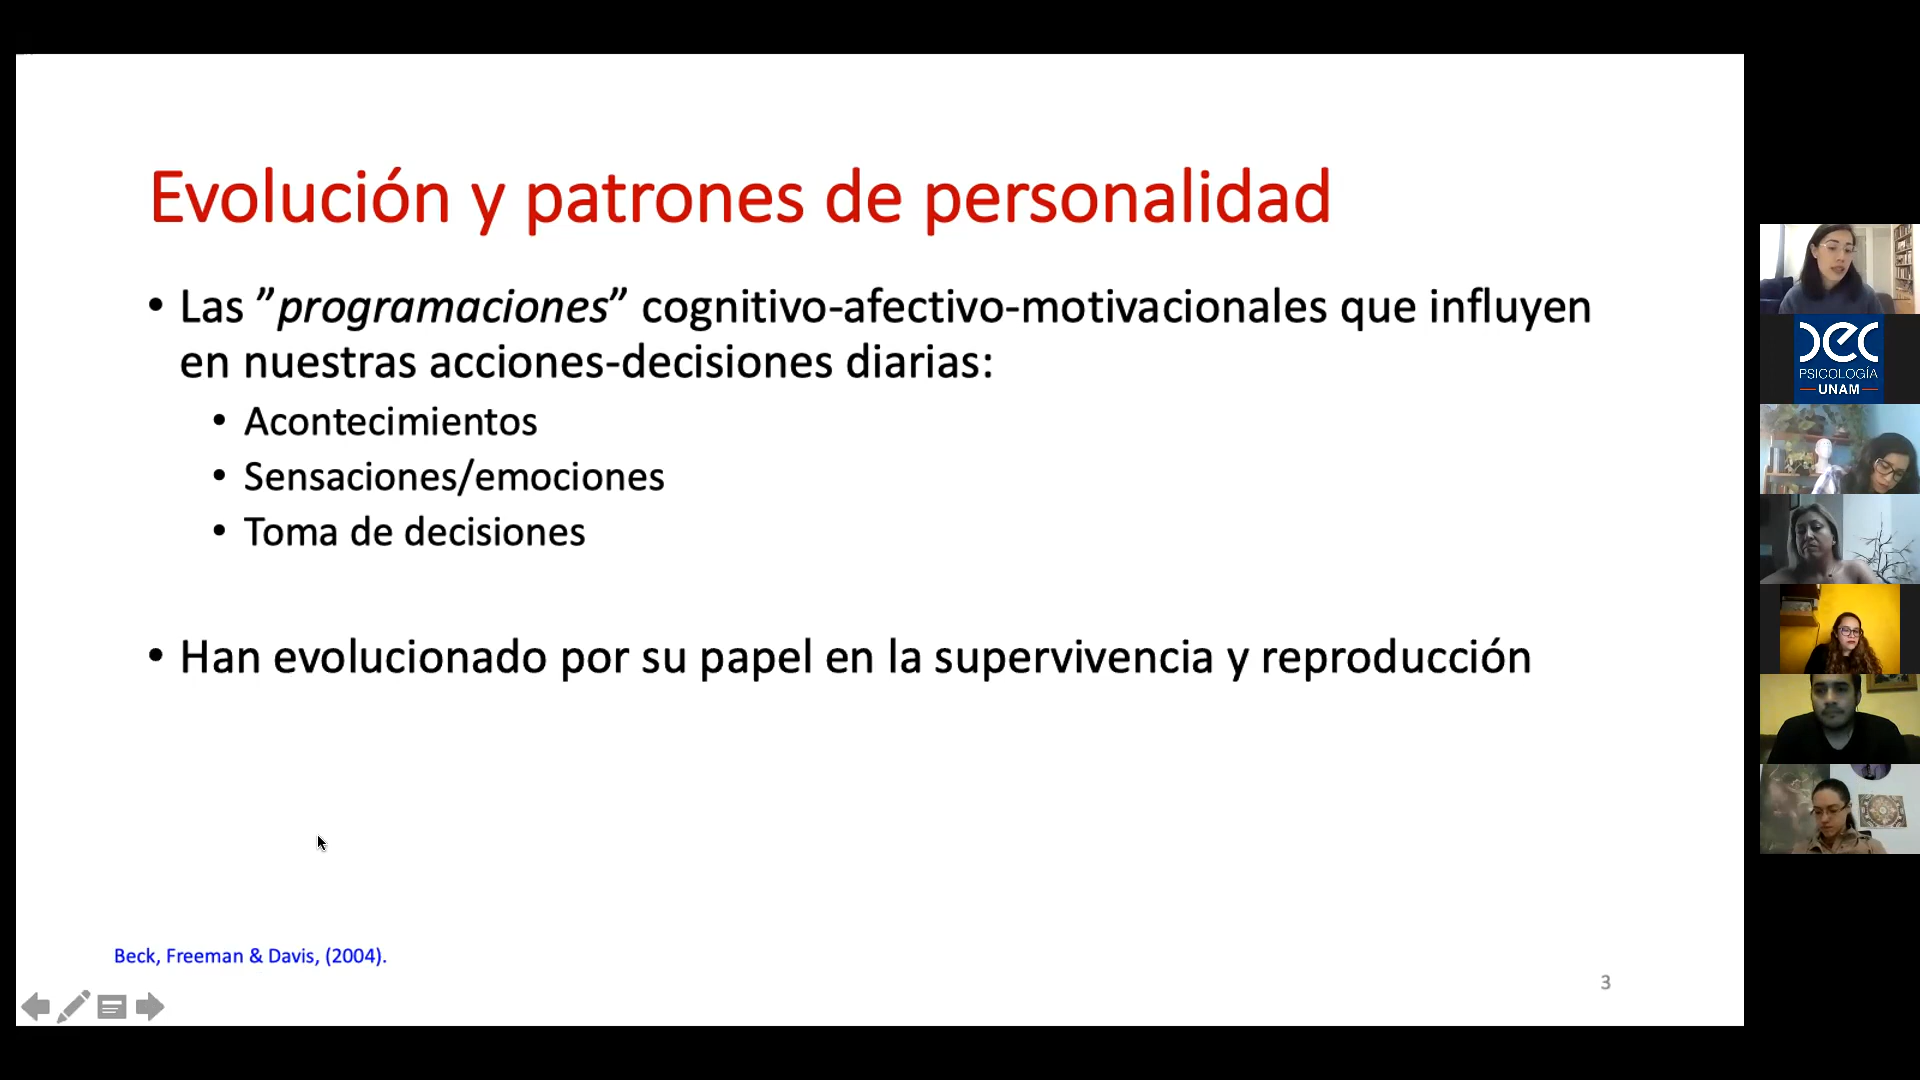 Evolución y patrones de personalidad
• Las ”programaciones” cognitivo-afectivo-motivacionales que influyen
en nuestras acciones-decisiones diarias:
• Acontecimientos
• Sensaciones/emociones
• Toma de decisiones
• Han evolucionado por su papel en la supervivencia y reproducción
Beck, Freeman & Davis, (2004).
3
DEC
PSICOLOGÍA
UNAM